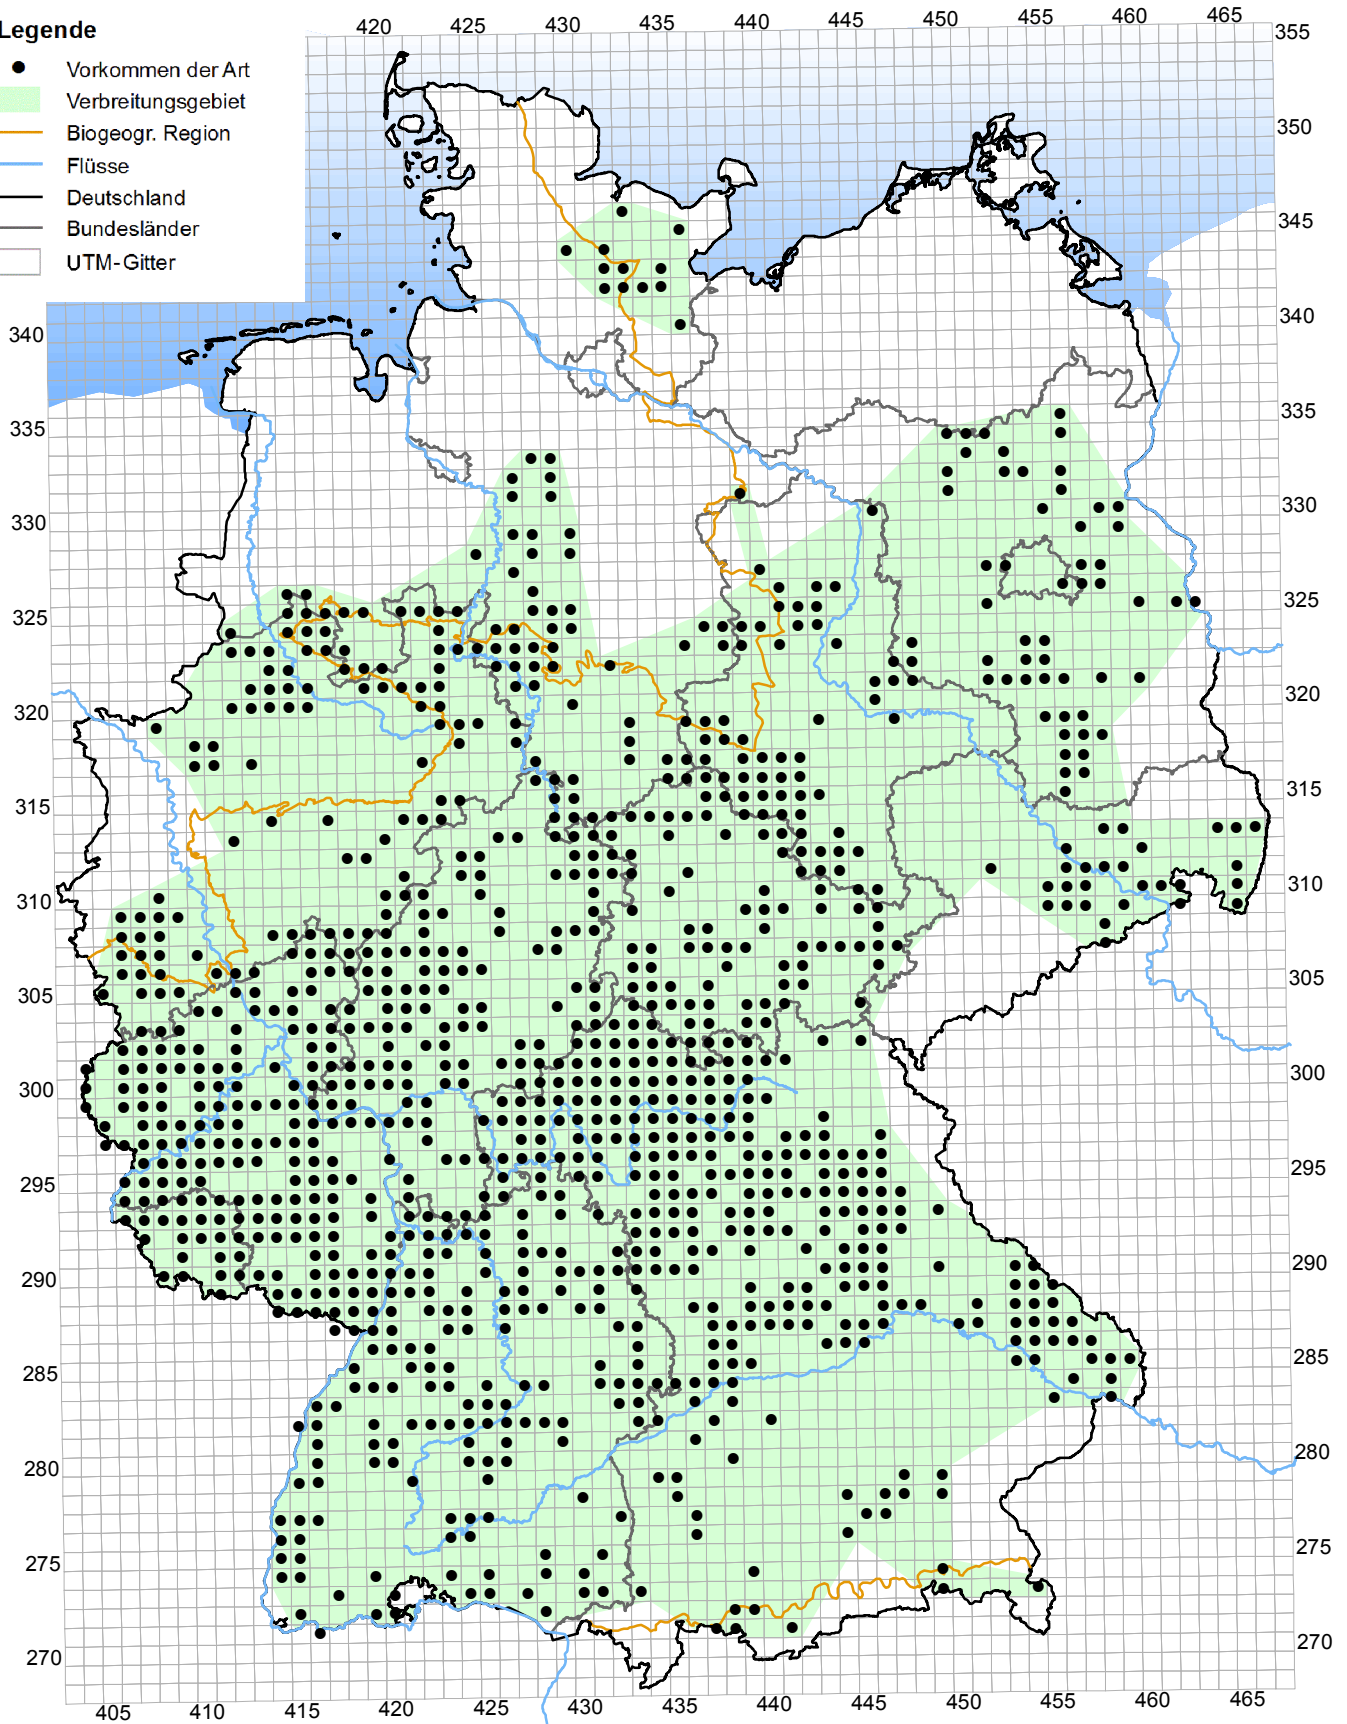 Legende
Vorkommen der Art
Verbreitungsgebiet
Biogeogr. Region
Flüsse
Deutschland
Bundesländer
UTM-Gitter
420 425 430 435 440 445 450 455 460 465
355
350
345
340 340
335 335
330 330
325 325
320 320
315 315
310 310
305 305
300 300
295 295
290 290
285 285
280 280
275 275
270 270
405 410 415 420 425 430 435 440 445 450 455 460 465